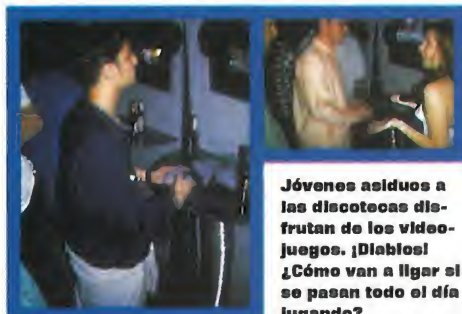 Jóvenes asiduos a
las discotecas dis-
frutan de los video-
juegos. ¡Diablos!
¿Cómo van a ligar si
se pasan todo el día
jugando?